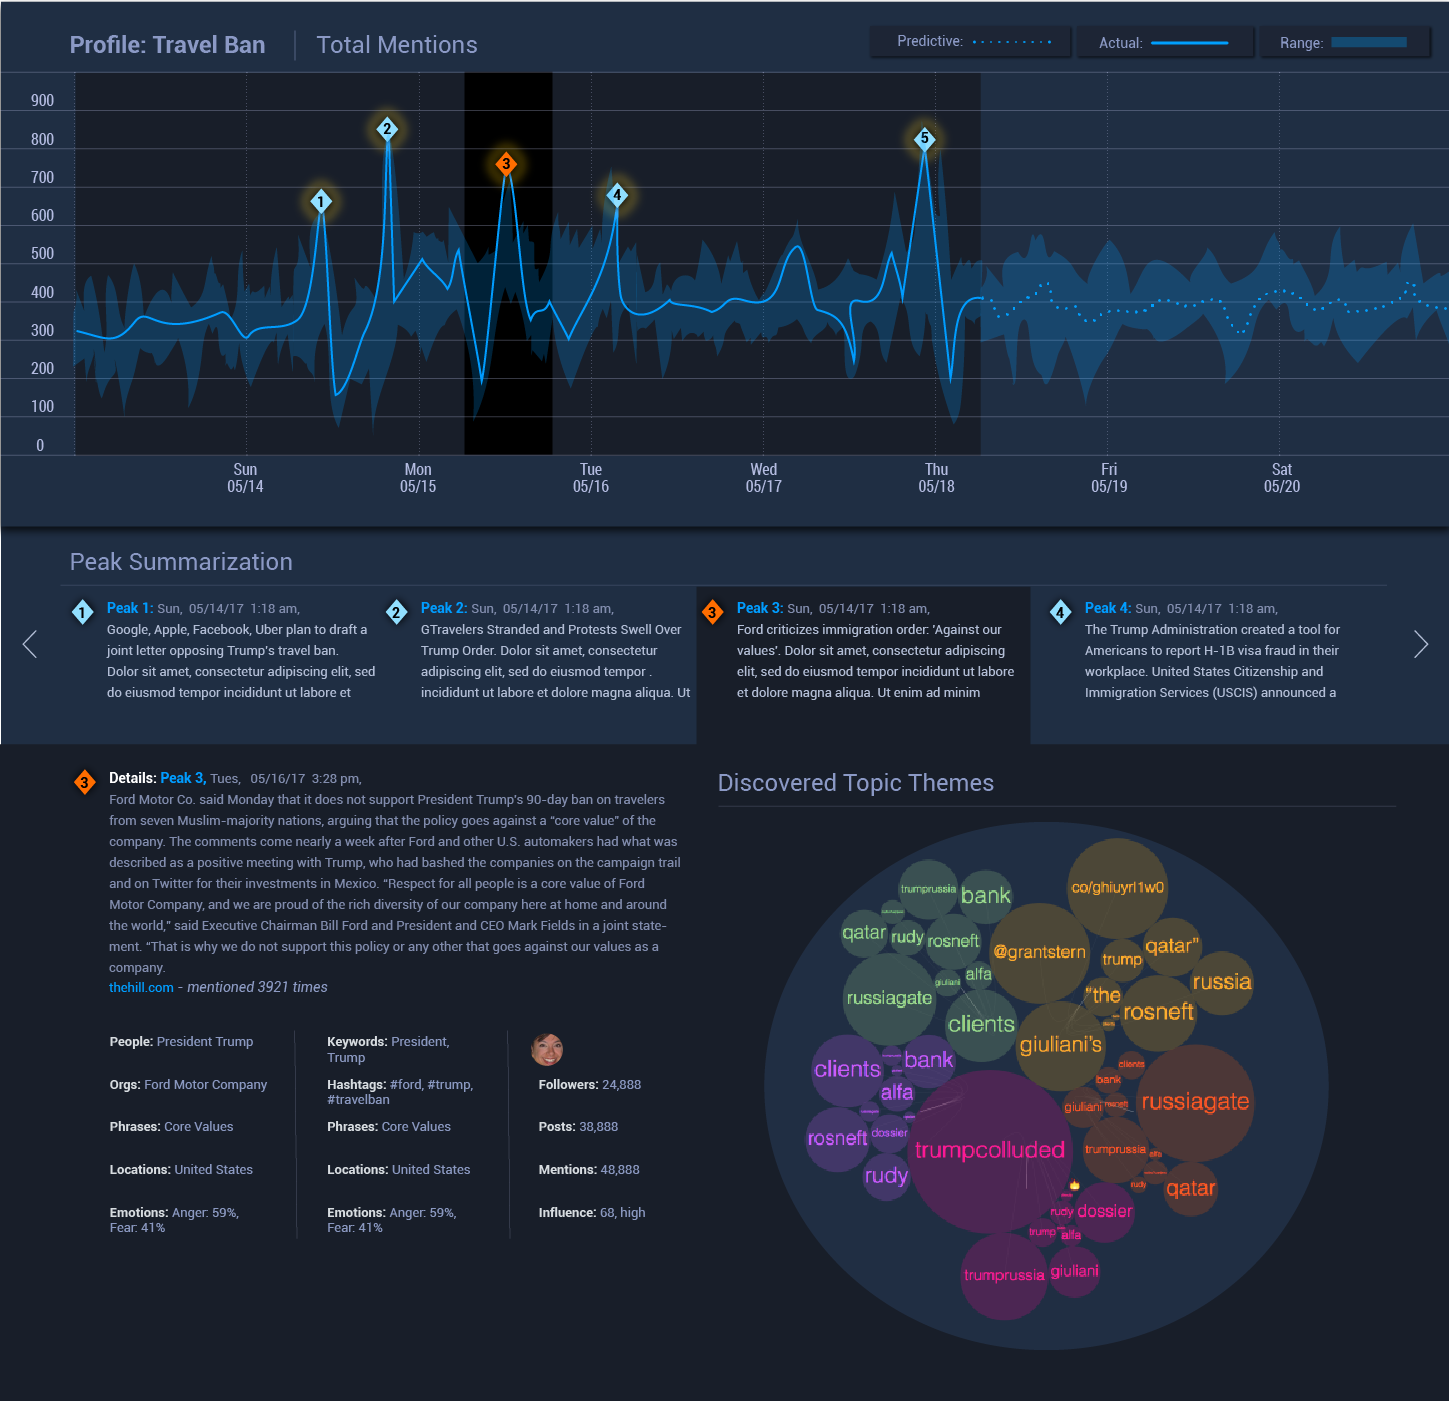 Profile: Travel Ban
Total Mentions
Predictive:
Actual:
Range:
900
800
700
600
500
400
300
200
100
0
1
2
3
4
5
Sun
05/14
Mon
05/15
Tue
05/16
Wed
05/17
Thu
05/18
Fri
05/19
Sat
05/20
Peak Summarization
1
Peak 1: Sun, 05/14/17 1:18 am,
Google, Apple, Facebook, Uber plan to draft a
joint letter opposing Trump's travel ban.
Dolor sit amet, consectetur adipiscing elit, sed
do eiusmod tempor incididunt ut labore et
2
Peak 2: Sun, 05/14/17 1:18 am,
GTravelers Stranded and Protests Swell Over
Trump Order. Dolor sit amet, consectetur
adipiscing elit, sed do eiusmod tempor .
incididunt ut labore et dolore magna aliqua. Ut
3
Peak 3: Sun, 05/14/17 1:18 am,
Ford criticizes immigration order: 'Against our
values'. Dolor sit amet, consectetur adipiscing
elit, sed do eiusmod tempor incididunt ut labore
et dolore magna aliqua. Ut enim ad minim
4
Peak 4: Sun, 05/14/17 1:18 am,
The Trump Administration created a tool for
Americans to report H-1B visa fraud in their
workplace. United States Citizenship and
Immigration Services (USCIS) announced a
3
Details: Peak 3, Tues, 05/16/17 3:28 pm,
Ford Motor Co. said Monday that it does not support President Trump's 90-day ban on travelers
from seven Muslim-majority nations, arguing that the policy goes against a “core value” of the
company. The comments come nearly a week after Ford and other U.S. automakers had what was
described as a positive meeting with Trump, who had bashed the companies on the campaign trail
and on Twitter for their investments in Mexico. “Respect for all people is a core value of Ford
Motor Company, and we are proud of the rich diversity of our company here at home and around
the world,” said Executive Chairman Bill Ford and President and CEO Mark Fields in a joint state-
ment. “That is why we do not support this policy or any other that goes against our values as a
company.
thehill.com - mentioned 3921 times
People: President Trump
Orgs: Ford Motor Company
Phrases: Core Values
Locations: United States
Emotions: Anger: 59%,
Fear: 41%
Keywords: President,
Trump
Hashtags: #ford, #trump,
#travelban
Phrases: Core Values
Locations: United States
Emotions: Anger: 59%,
Fear: 41%
Followers: 24,888
Posts: 38,888
Mentions: 48,888
Influence: 68, high
Discovered Topic Themes
trumprussia
bank
qatar
rudy
rosneft
alfa
giuliani
russiagate
clients
co/ghiuyrl1w0
@grantstern
trump
qatar"
russia
"the
rosneft
giuliani's
clients
bank
alfa
rosneft
dossier
rudy
clients
bank
giuliani
rosneft
russiagate
trumprussia
alfa
rudy
qatar
trumpcolluded
rudy
dossier
trump
alfa
trumprussia
giuliani